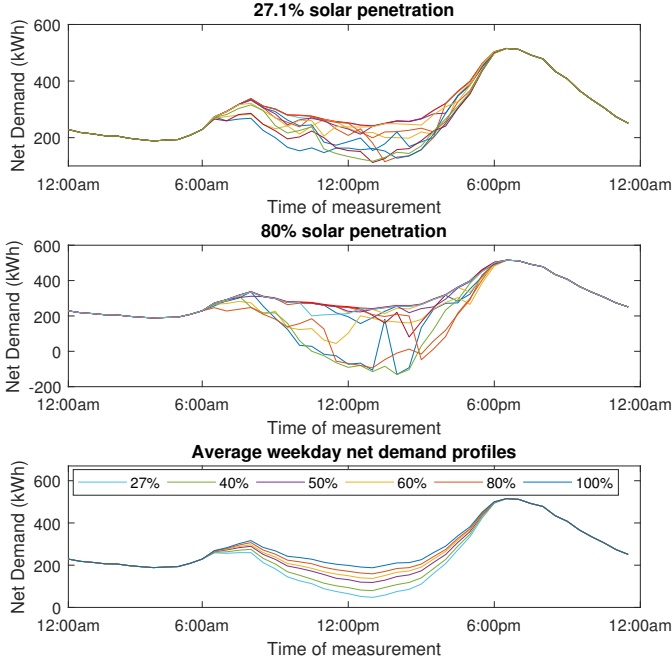 27.1% solar penetration
600
400
200
Net Demand (kWh)
12:00am 6:00am 12:00pm 6:00pm 12:00am
Time of measurement
80% solar penetration
600
400
200
0
-200
Net Demand (kWh)
12:00am 6:00am 12:00pm 6:00pm 12:00am
Time of measurement
Average weekday net demand profiles
27% 40% 50% 60% 80% 100%
600
400
200
0
Net Demand (kWh)
12:00am 6:00am 12:00pm 6:00pm 12:00am
Time of measurement